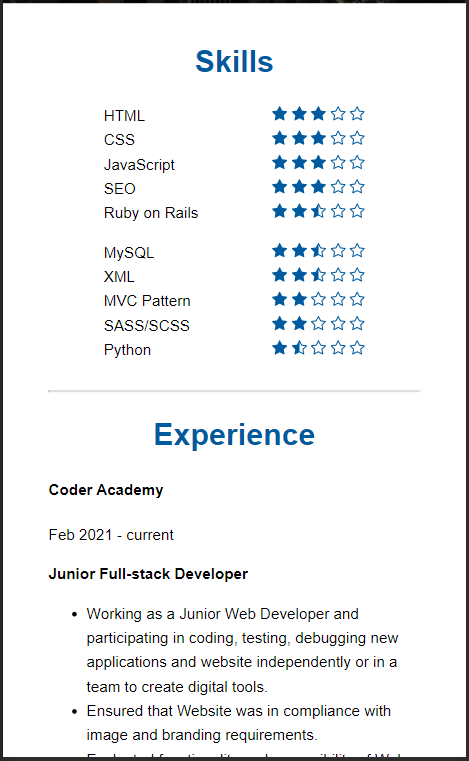 Skills
HTML
CSS
JavaScript
SEO
Ruby on Rails
MySQL
XML
MVC Pattern
SASS/SCSS
Python
Experience
Coder Academy
Feb 2021 - current
Junior Full-stack Developer
• Working as a Junior Web Developer and
participating in coding, testing, debugging new
applications and website independently or in a
team to create digital tools.
• Ensured that Website was in compliance with
image and branding requirements.